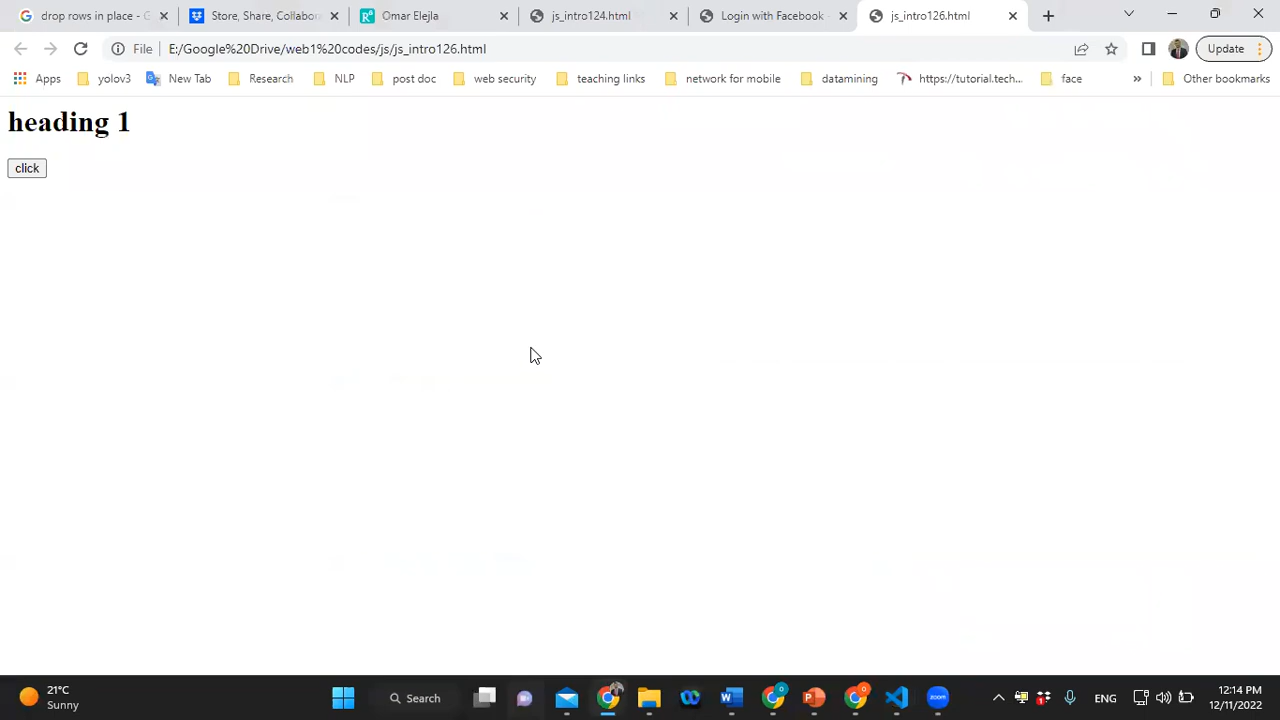 drop rows in place - G
Store, Share, Collabora
Omar Elejla
js_intro124.html
Login with Facebook -
js_intro126.html
File
E:/Google%20Drive/web1%20codes/js/js_intro126.html
Update
Apps
yolov3
New Tab
Research
NLP
post doc
web security
teaching links
network for mobile
datamining
https://tutorial.tech...
face
»
Other bookmarks
heading 1
click
21°C
Sunny
Search
ENG
12:14 PM
12/11/2022